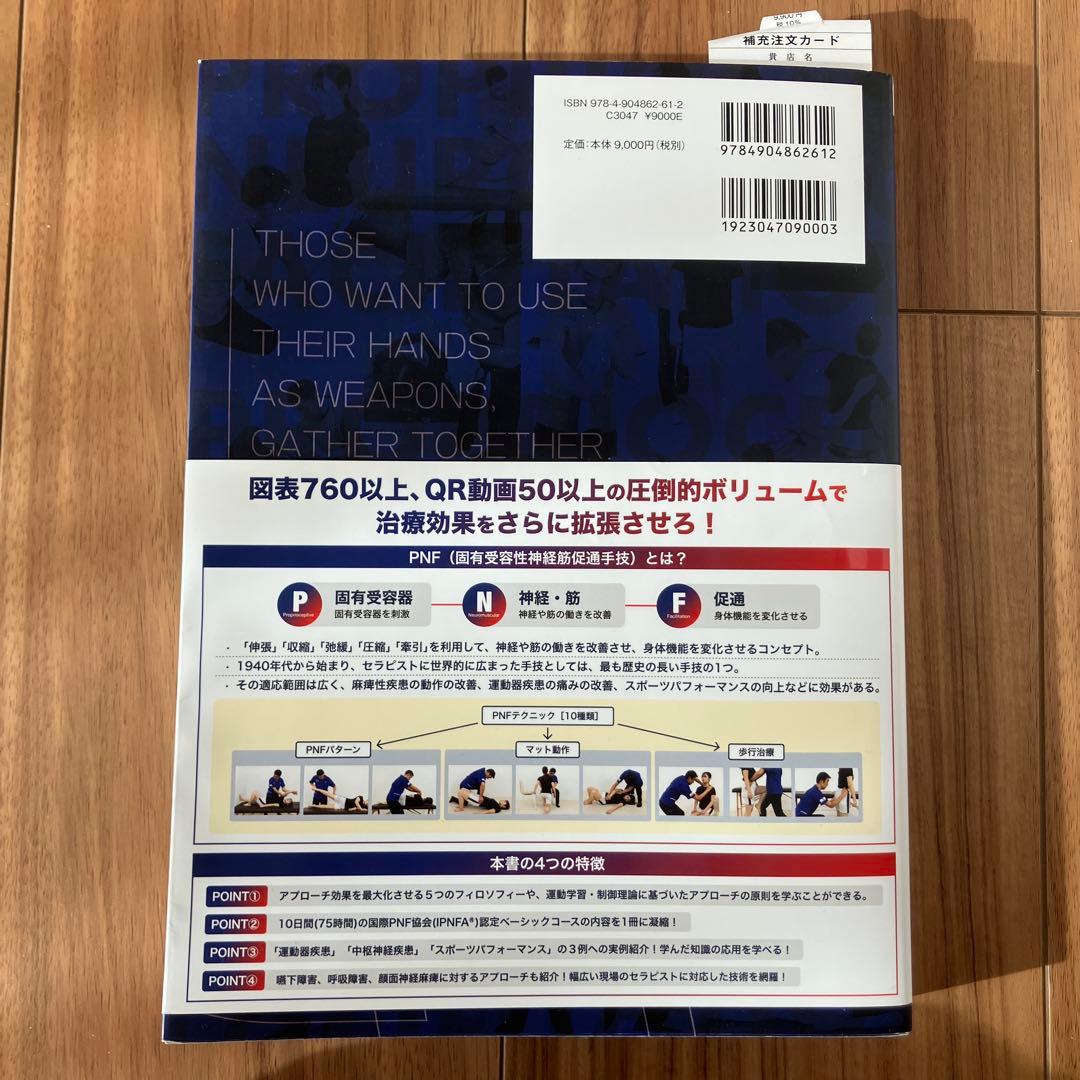 9,900円
税10%
補充注文カード
貴店名
ISBN 978-4-904862-61-2
C3047 ¥9000E
定価:本体 9,000円(税別)
9784904862612
1923047090003
THOSE
WHO WANT TO USE
THEIR HANDS
AS WEAPONS,
GATHER TOGETHER
図表760以上、QR動画50以上の圧倒的ボリュームで
治療効果をさらに拡張させろ！
PNF（固有受容性神経筋促通手技）とは？
P
Proprioceptive
固有受容器
固有受容器を刺激
N
Neuromuscular
神経・筋
神経や筋の働きを改善
F
Facilitation
促通
身体機能を変化させる
・「伸張」「収縮」「弛緩」「圧縮」「牽引」を利用して、神経や筋の働きを改善させ、身体機能を変化させるコンセプト。
・1940年代から始まり、セラピストに世界的に広まった手技としては、最も歴史の長い手技の1つ。
・その適応範囲は広く、麻痺性疾患の動作の改善、運動器疾患の痛みの改善、スポーツパフォーマンスの向上などに効果がある。
PNFテクニック［10種類］
PNFパターン
マット動作
歩行治療
本書の4つの特徴
POINT① アプローチ効果を最大化させる５つのフィロソフィーや、運動学習・制御理論に基づいたアプローチの原則を学ぶことができる。
POINT② 10日間(75時間)の国際PNF協会(IPNFA®)認定ベーシックコースの内容を1冊に凝縮！
POINT③ 「運動器疾患」「中枢神経疾患」「スポーツパフォーマンス」の３例への実例紹介！学んだ知識の応用を学べる！
POINT④ 嚥下障害、呼吸障害、顔面神経麻痺に対するアプローチも紹介！幅広い現場のセラピストに対応した技術を網羅！